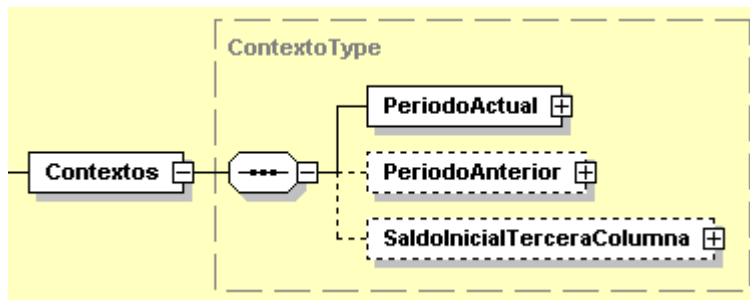 ContextoType
PeriodoActual
Contextos
PeriodoAnterior
SaldoInicialTerceraColumna